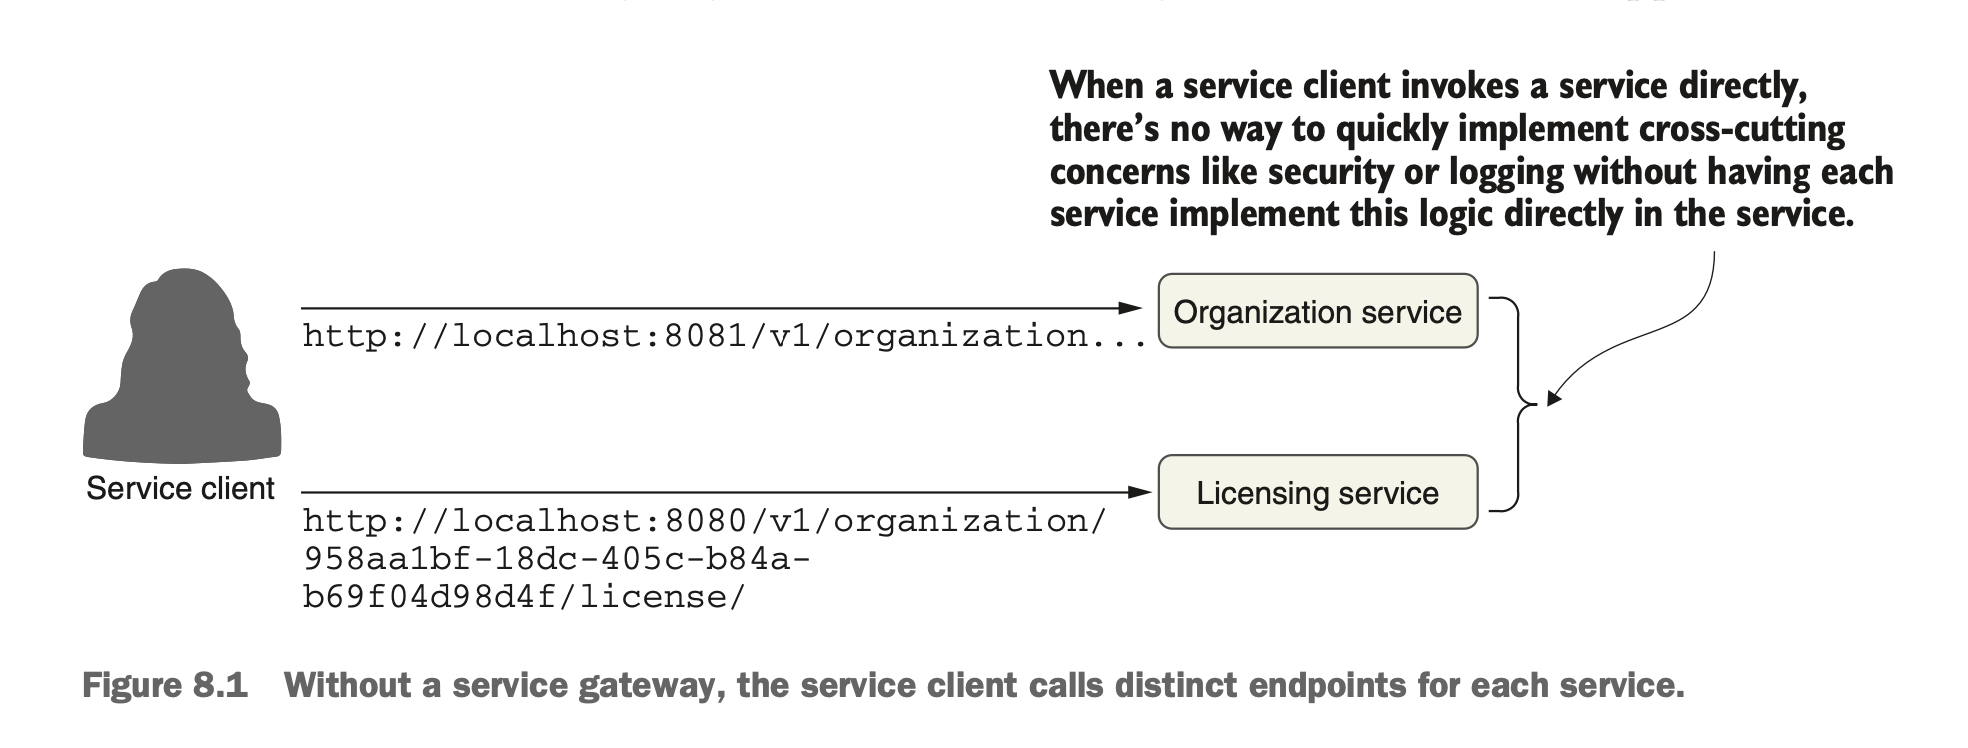 When a service client invokes a service directly,
there's no way to quickly implement cross-cutting
concerns like security or logging without having each
service implement this logic directly in the service.
Organization service
http://localhost:8081/v1/organization...
Service client
Licensing service
http://localhost:8080/v1/organization/
958aa1bf-18dc-405c-b84a-
b69f04d98d4f/license/
Figure 8.1 Without a service gateway, the service client calls distinct endpoints for each service.